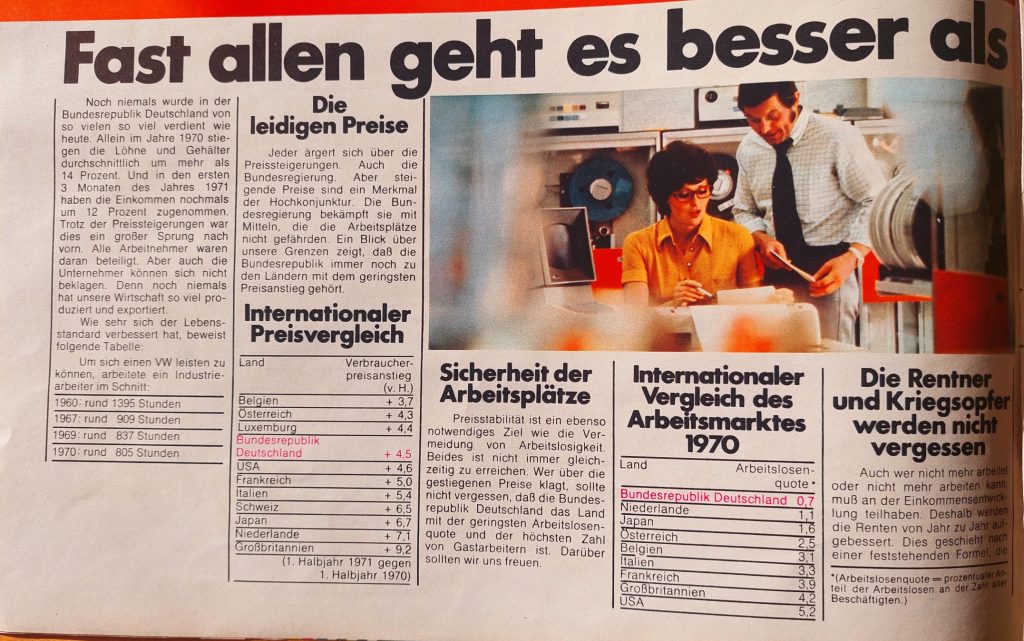 Fast allen geht es besser als
Noch niemals wurde in der
Bundesrepublik Deutschland von
so vielen so viel verdient wie
heute. Allein im Jahre 1970 stie-
gen die Löhne und Gehälter
durchschnittlich um mehr als
14 Prozent. Und in den ersten
3 Monaten des Jahres 1971
haben die Einkommen nochmals
um 12 Prozent zugenommen.
Trotz der Preissteigerungen war
dies ein großer Sprung nach
vorn. Alle Arbeitnehmer waren
daran beteiligt. Aber auch die
Unternehmer können sich nicht
beklagen. Denn noch niemals
hat unsere Wirtschaft so viel pro-
duziert und exportiert.
Wie sehr sich der Lebens-
standard verbessert hat, beweist
folgende Tabelle:
Um sich einen VW leisten zu
können, arbeitete ein Industrie-
arbeiter im Schnitt:
1960: rund 1395 Stunden
1967: rund 909 Stunden
1969: rund 837 Stunden
1970: rund 805 Stunden
Die
leidigen Preise
Jeder ärgert sich über die
Preissteigerungen. Auch die
Bundesregierung. Aber stei-
gende Preise sind ein Merkmal
der Hochkonjunktur. Die Bun-
desregierung bekämpft sie mit
Mitteln, die die Arbeitsplätze
nicht gefährden. Ein Blick über
unsere Grenzen zeigt, daß die
Bundesrepublik immer noch zu
den Ländern mit dem geringsten
Preisanstieg gehört.
Internationaler
Preisvergleich
Land Verbraucher-
preisanstieg
(v. H.)
Belgien + 3,7
Österreich + 4,3
Luxemburg + 4,4
Bundesrepublik
Deutschland + 4,5
USA + 4,6
Frankreich + 5,0
Italien + 5,4
Schweiz + 6,5
Japan + 6,7
Niederlande + 7,1
Großbritannien + 9,2
(1. Halbjahr 1971 gegen
1. Halbjahr 1970)
Sicherheit der
Arbeitsplätze
Preisstabilität ist ein ebenso
notwendiges Ziel wie die Ver-
meidung von Arbeitslosigkeit.
Beides ist nicht immer gleich-
zeitig zu erreichen. Wer über die
gestiegenen Preise klagt, sollte
nicht vergessen, daß die Bundes-
republik Deutschland das Land
mit der geringsten Arbeitslosen-
quote und der höchsten Zahl
von Gastarbeitern ist. Darüber
sollten wir uns freuen.
Internationaler
Vergleich des
Arbeitsmarktes
1970
Land Arbeitslosen-
quote *
Bundesrepublik Deutschland 0,7
Niederlande 1,1
Japan 1,6
Österreich 2,5
Belgien 3,1
Italien 3,3
Frankreich 3,9
Großbritannien 4,2
USA 5,2
Die Rentner
und Kriegsopfer
werden nicht
vergessen
Auch wer nicht mehr arbeitet
oder nicht mehr arbeiten kann,
muß an der Einkommensentwick-
lung teilhaben. Deshalb werden
die Renten von Jahr zu Jahr auf-
gebessert. Dies geschieht nach
einer feststehenden Formel, die
*(Arbeitslosenquote = prozentualer An-
teil der Arbeitslosen an der Zahl aller
Beschäftigten.)